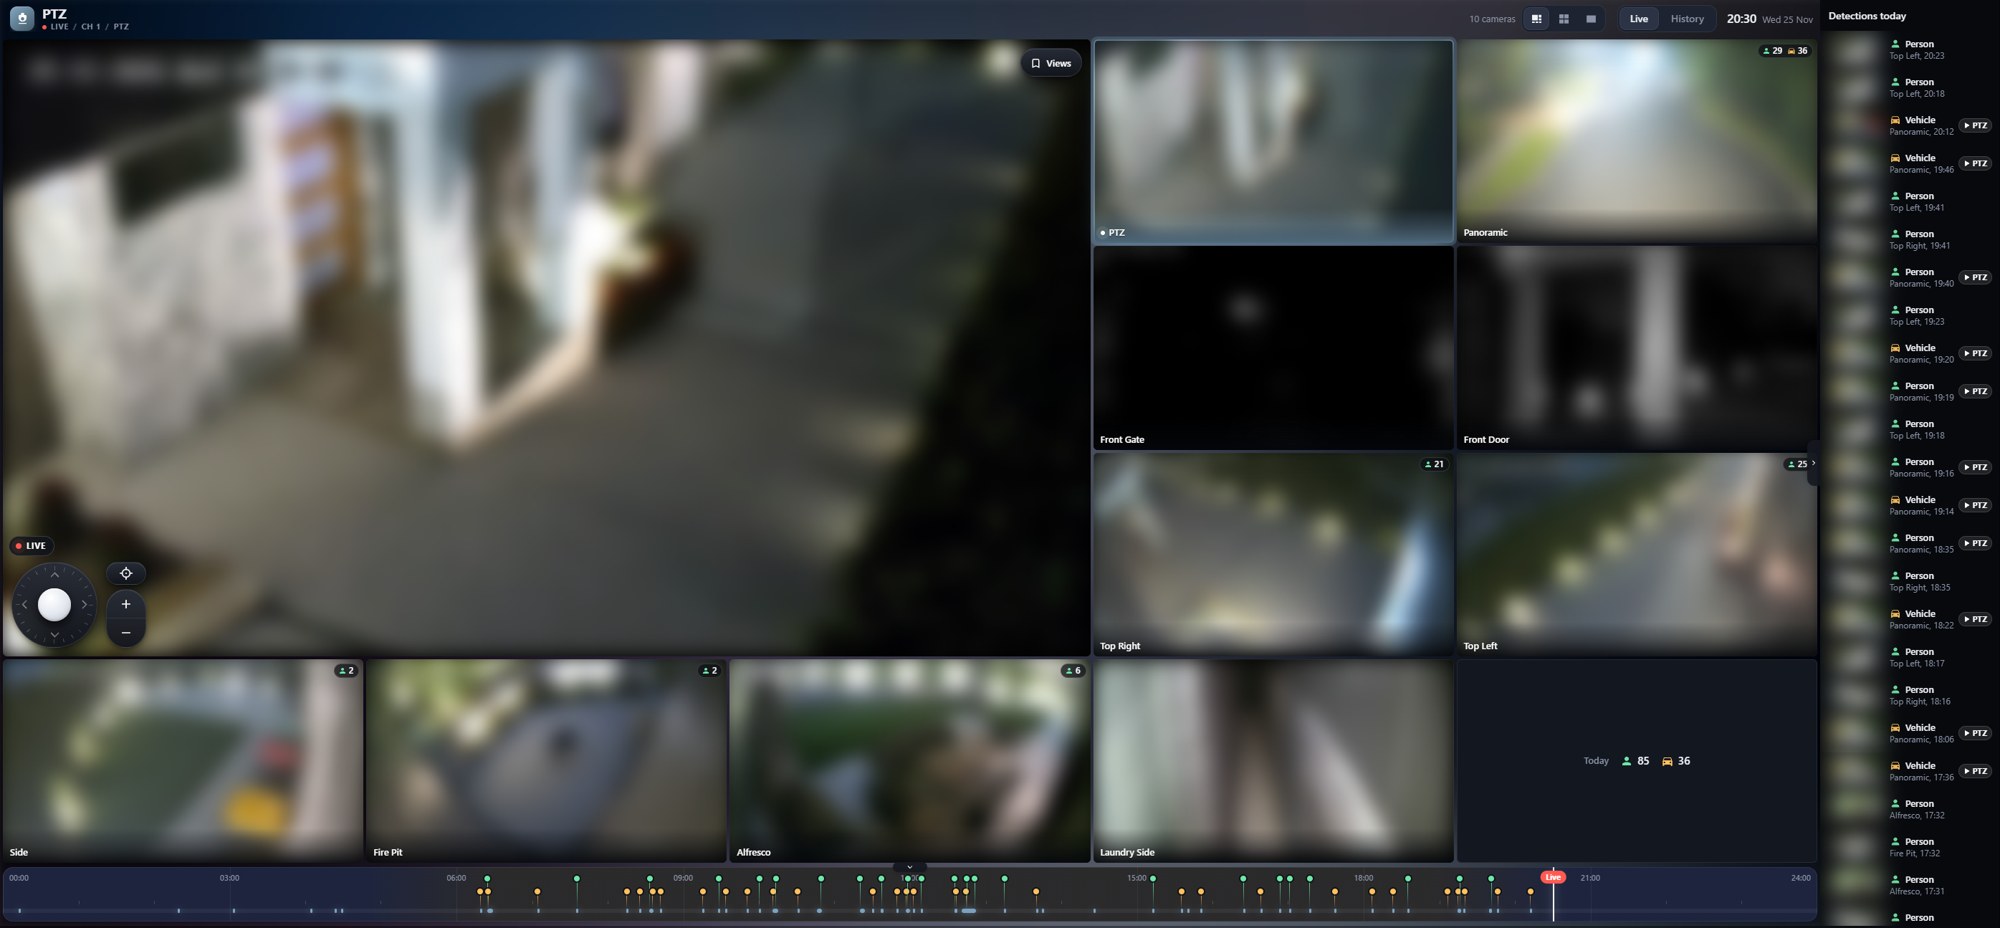 PTZ
LIVE / CH 1 / PTZ
10 cameras
Live
History
20:30 Wed 25 Nov
Detections today
Views
LIVE
PTZ
29 36
Panoramic
Front Gate
Front Door
21
Top Right
25
Top Left
2
Side
2
Fire Pit
6
Alfresco
Laundry Side
Today 85 36
00:00
03:00
06:00
09:00
15:00
18:00
Live
21:00
24:00
Person
Top Left, 20:23
Person
Top Left, 20:18
Vehicle
Panoramic, 20:12
PTZ
Vehicle
Panoramic, 19:46
PTZ
Person
Top Left, 19:41
Person
Top Right, 19:41
Person
Panoramic, 19:40
PTZ
Person
Top Left, 19:23
Vehicle
Panoramic, 19:20
PTZ
Person
Panoramic, 19:19
PTZ
Person
Top Left, 19:18
Person
Panoramic, 19:16
PTZ
Vehicle
Panoramic, 19:14
PTZ
Person
Panoramic, 18:35
PTZ
Person
Top Right, 18:35
Vehicle
Panoramic, 18:22
PTZ
Person
Top Left, 18:17
Person
Top Right, 18:16
Vehicle
Panoramic, 18:06
PTZ
Vehicle
Panoramic, 17:36
PTZ
Person
Alfresco, 17:32
Person
Fire Pit, 17:32
Person
Alfresco, 17:31
Person